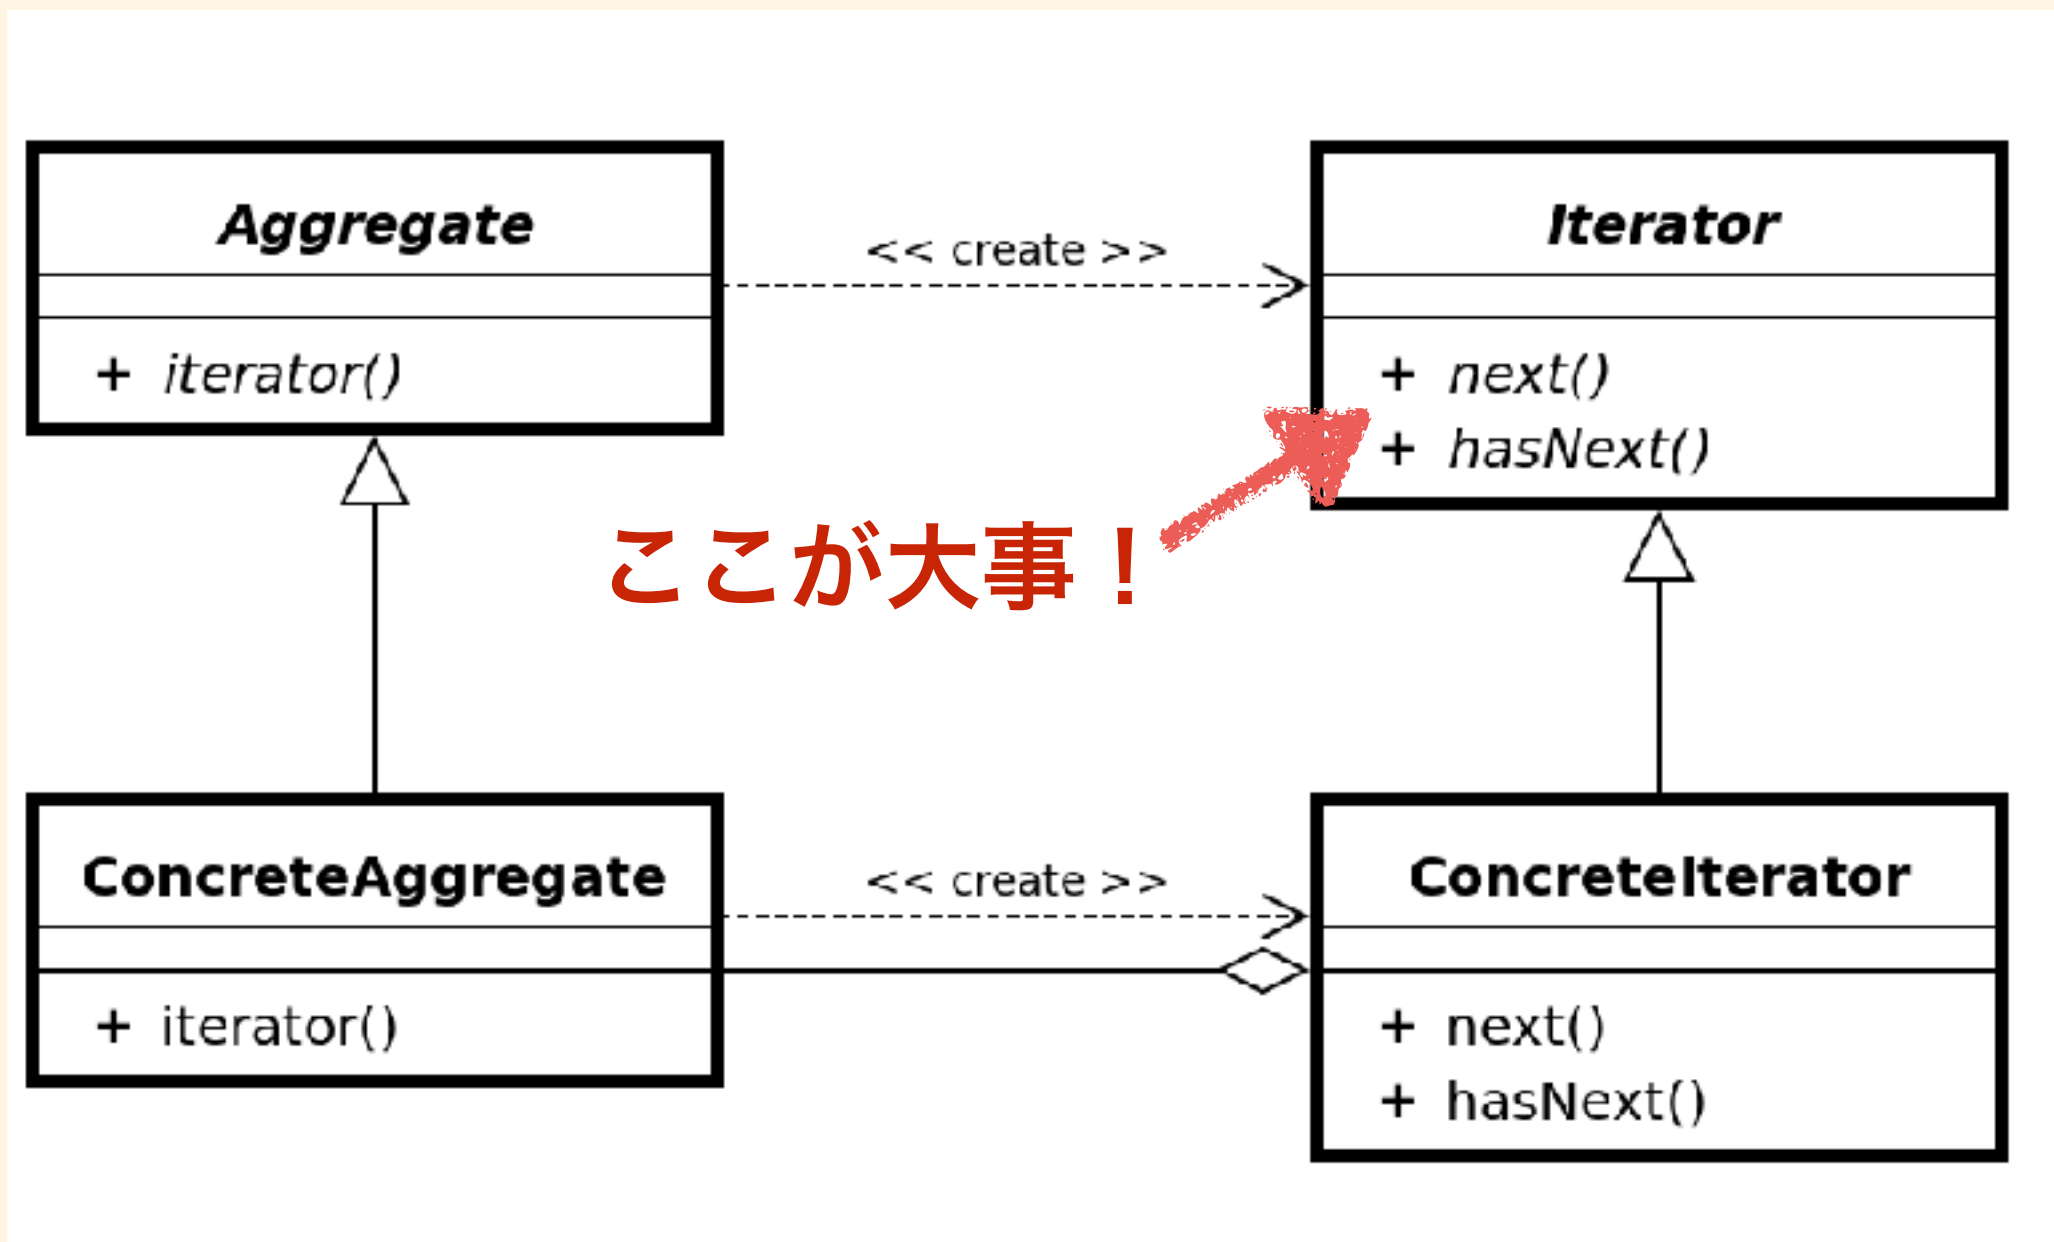 Aggregate
+ iterator()
<< create >>
Iterator
+ next()
+ hasNext()
ここが大事！
ConcreteAggregate
+ iterator()
<< create >>
ConcreteIterator
+ next()
+ hasNext()